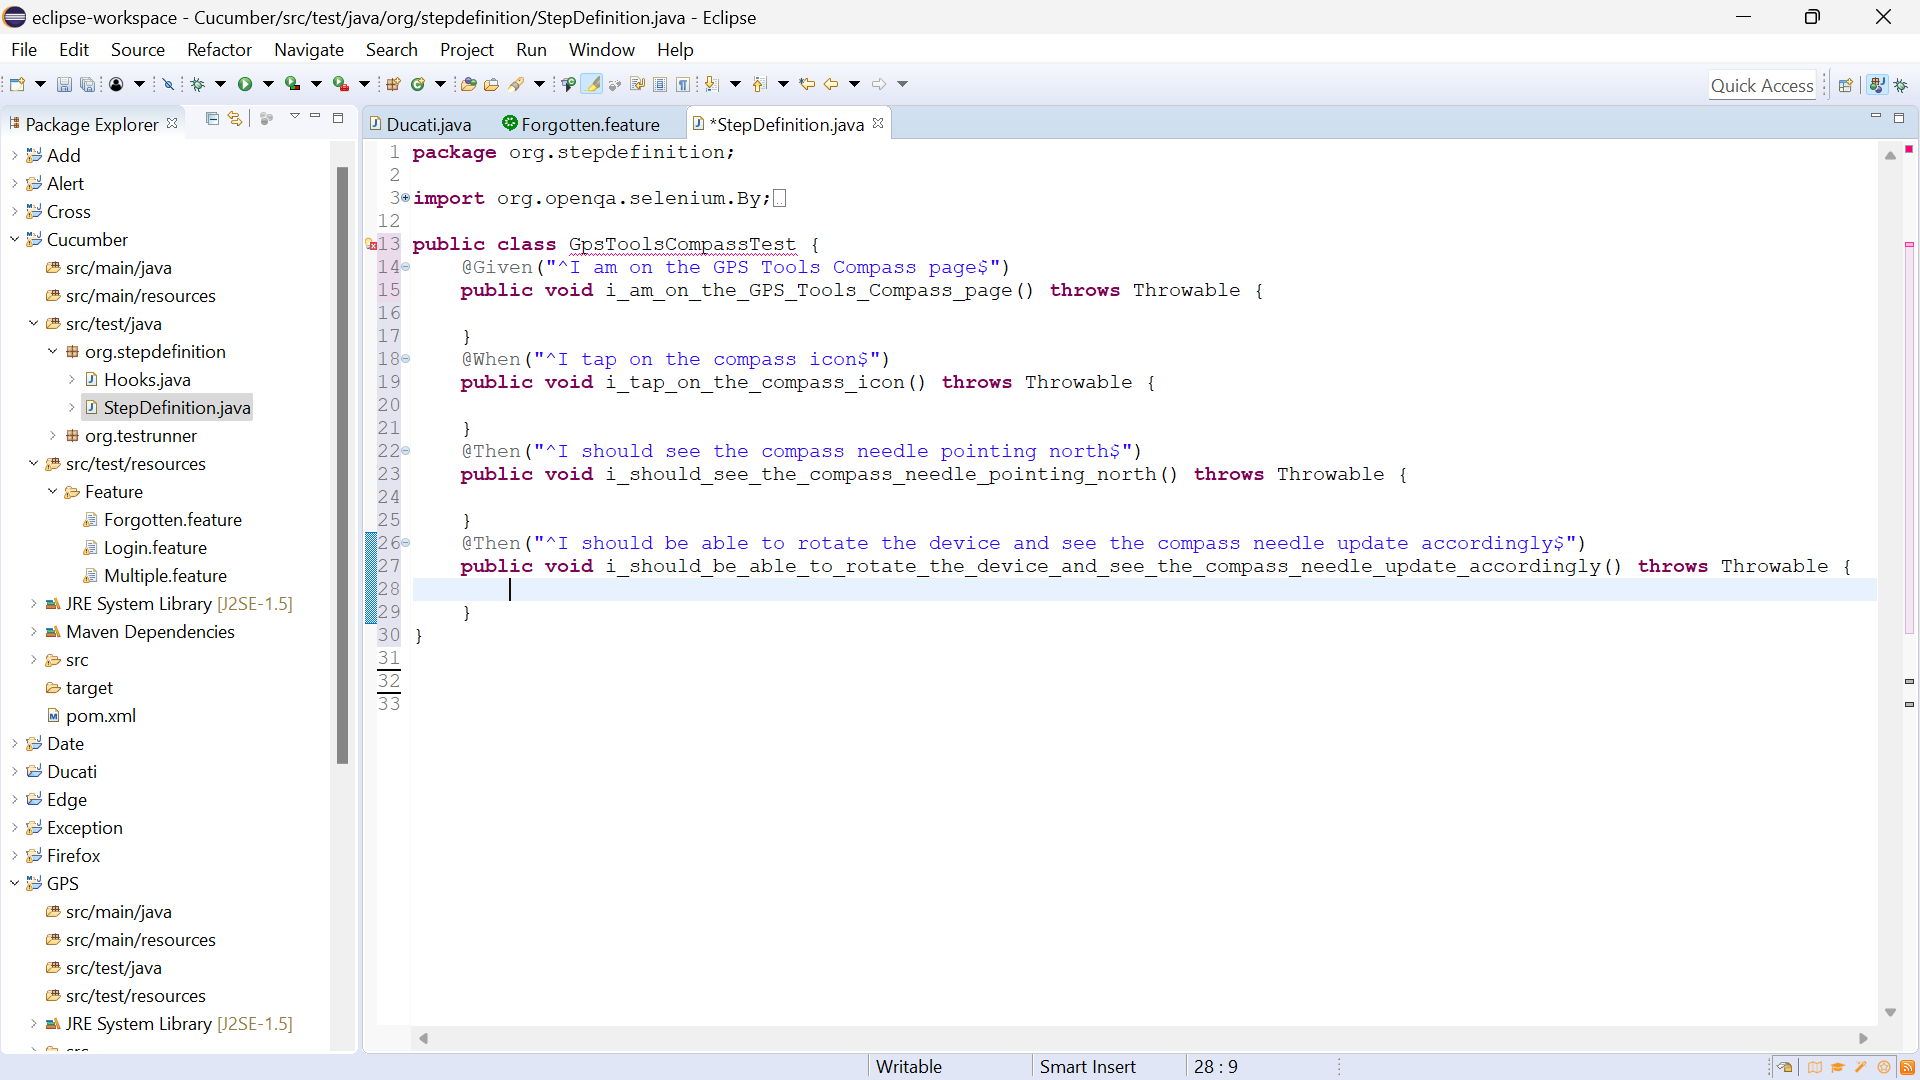 eclipse-workspace - Cucumber/src/test/java/org/stepdefinition/StepDefinition.java - Eclipse
File Edit Source Refactor Navigate Search Project Run Window Help
Quick Access
Package Explorer
Add
Alert
Cross
Cucumber
src/main/java
src/main/resources
src/test/java
org.stepdefinition
Hooks.java
StepDefinition.java
org.testrunner
src/test/resources
Feature
Forgotten.feature
Login.feature
Multiple.feature
JRE System Library [J2SE-1.5]
Maven Dependencies
src
target
pom.xml
Date
Ducati
Edge
Exception
Firefox
GPS
src/main/java
src/main/resources
src/test/java
src/test/resources
JRE System Library [J2SE-1.5]
Ducati.java Forgotten.feature *StepDefinition.java
1 package org.stepdefinition;
2
3 import org.openqa.selenium.By;
12
13 public class GpsToolsCompassTest {
14 @Given("^I am on the GPS Tools Compass page$")
15 public void i_am_on_the_GPS_Tools_Compass_page() throws Throwable {
16
17 }
18 @When("^I tap on the compass icon$")
19 public void i_tap_on_the_compass_icon() throws Throwable {
20
21 }
22 @Then("^I should see the compass needle pointing north$")
23 public void i_should_see_the_compass_needle_pointing_north() throws Throwable {
24
25 }
26 @Then("^I should be able to rotate the device and see the compass needle update accordingly$")
27 public void i_should_be_able_to_rotate_the_device_and_see_the_compass_needle_update_accordingly() throws Throwable {
28
29 }
30 }
31
32
33
Writable Smart Insert 28 : 9